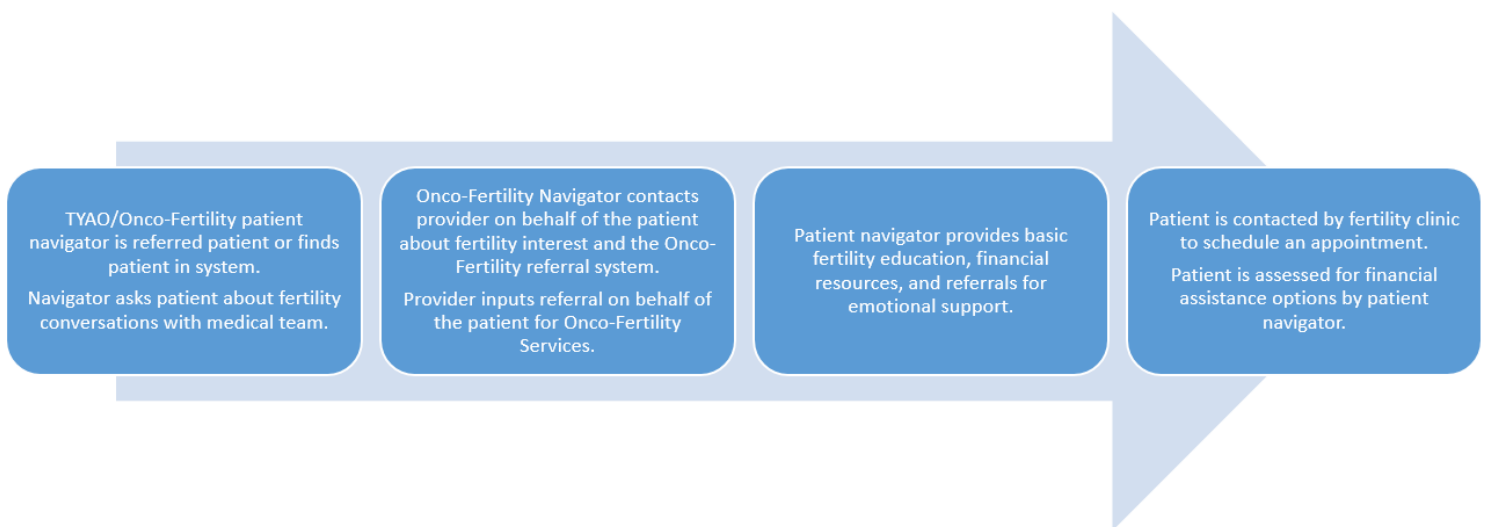 TYAO/Onco-Fertility patient
navigator is referred patient or finds
patient in system.
Navigator asks patient about fertility
conversations with medical team.
Onco-Fertility Navigator contacts
provider on behalf of the patient
about fertility interest and the Onco-
Fertility referral system.
Provider inputs referral on behalf of
the patient for Onco-Fertility
Services.
Patient navigator provides basic
fertility education, financial
resources, and referrals for
emotional support.
Patient is contacted by fertility clinic
to schedule an appointment.
Patient is assessed for financial
assistance options by patient
navigator.